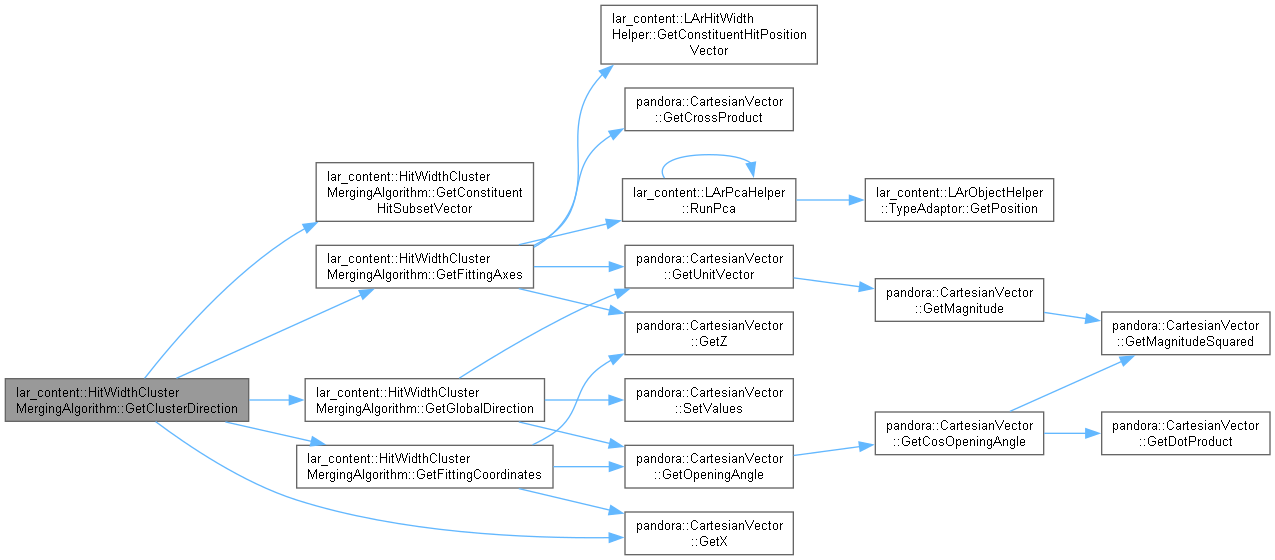 lar_content::LArHitWidth
Helper::GetConstituentHitPosition
Vector
pandora::CartesianVector
::GetCrossProduct
lar_content::HitWidthCluster
MergingAlgorithm::GetConstituent
HitSubsetVector
lar_content::LArPcaHelper
::RunPca
lar_content::LArObjectHelper
::TypeAdaptor::GetPosition
lar_content::HitWidthCluster
MergingAlgorithm::GetFittingAxes
pandora::CartesianVector
::GetUnitVector
pandora::CartesianVector
::GetMagnitude
pandora::CartesianVector
::GetZ
pandora::CartesianVector
::GetMagnitudeSquared
lar_content::HitWidthCluster
MergingAlgorithm::GetClusterDirection
lar_content::HitWidthCluster
MergingAlgorithm::GetGlobalDirection
pandora::CartesianVector
::SetValues
pandora::CartesianVector
::GetCosOpeningAngle
pandora::CartesianVector
::GetDotProduct
lar_content::HitWidthCluster
MergingAlgorithm::GetFittingCoordinates
pandora::CartesianVector
::GetOpeningAngle
pandora::CartesianVector
::GetX